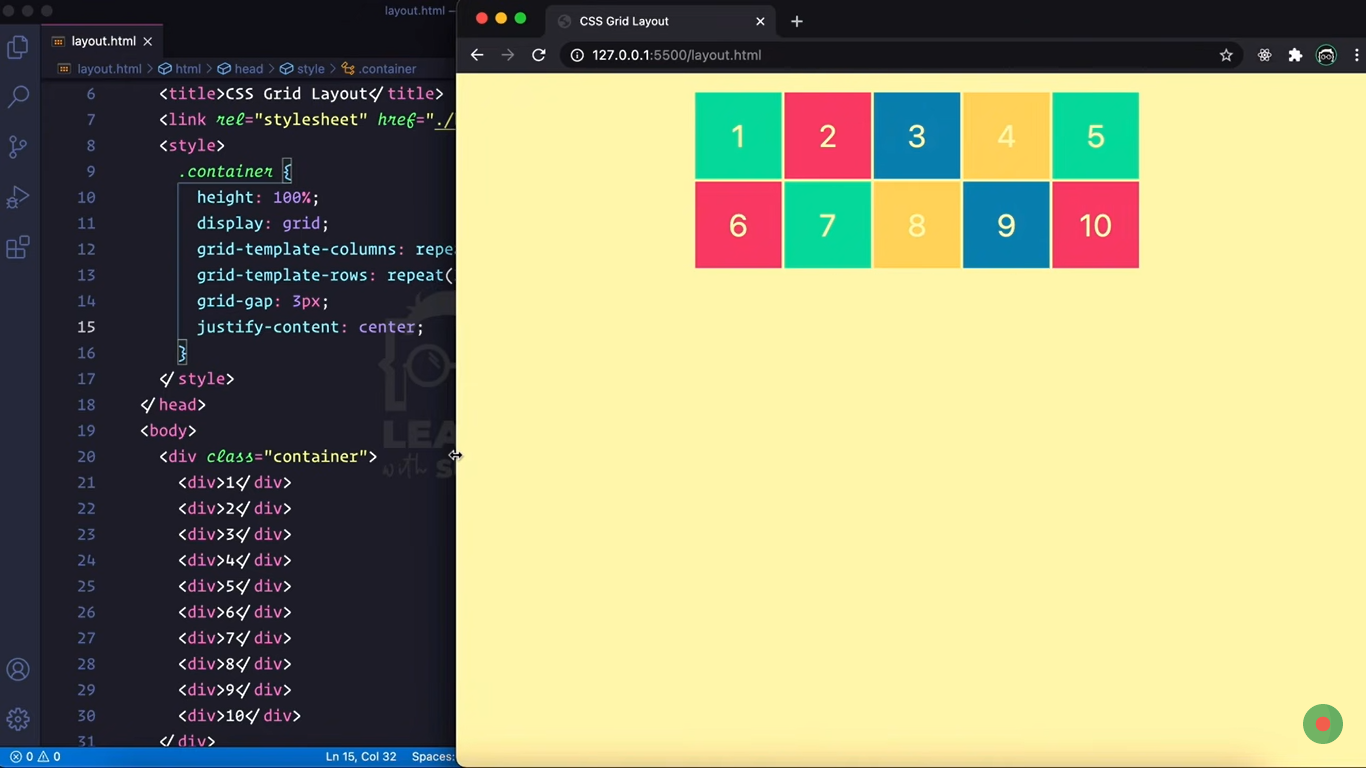 layout.html —
layout.html
layout.html > html > head > style > .container
6 <title>CSS Grid Layout</title>
7 <link rel="stylesheet" href="./
8 <style>
9 .container {
10 height: 100%;
11 display: grid;
12 grid-template-columns: repe
13 grid-template-rows: repeat(
14 grid-gap: 3px;
15 justify-content: center;
16 }
17 </style>
18 </head>
19 <body>
20 <div class="container">
21 <div>1</div>
22 <div>2</div>
23 <div>3</div>
24 <div>4</div>
25 <div>5</div>
26 <div>6</div>
27 <div>7</div>
28 <div>8</div>
29 <div>9</div>
30 <div>10</div>
31 </div>
LEA
with S
0 0
Ln 15, Col 32 Spaces:
CSS Grid Layout
127.0.0.1:5500/layout.html
1 2 3 4 5
6 7 8 9 10